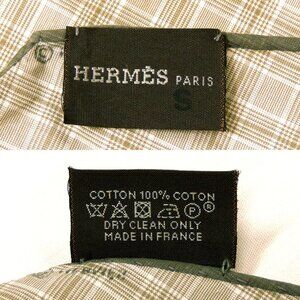 HERMÈS PARIS
S
COTTON 100% COTON
P
DRY CLEAN ONLY
MADE IN FRANCE